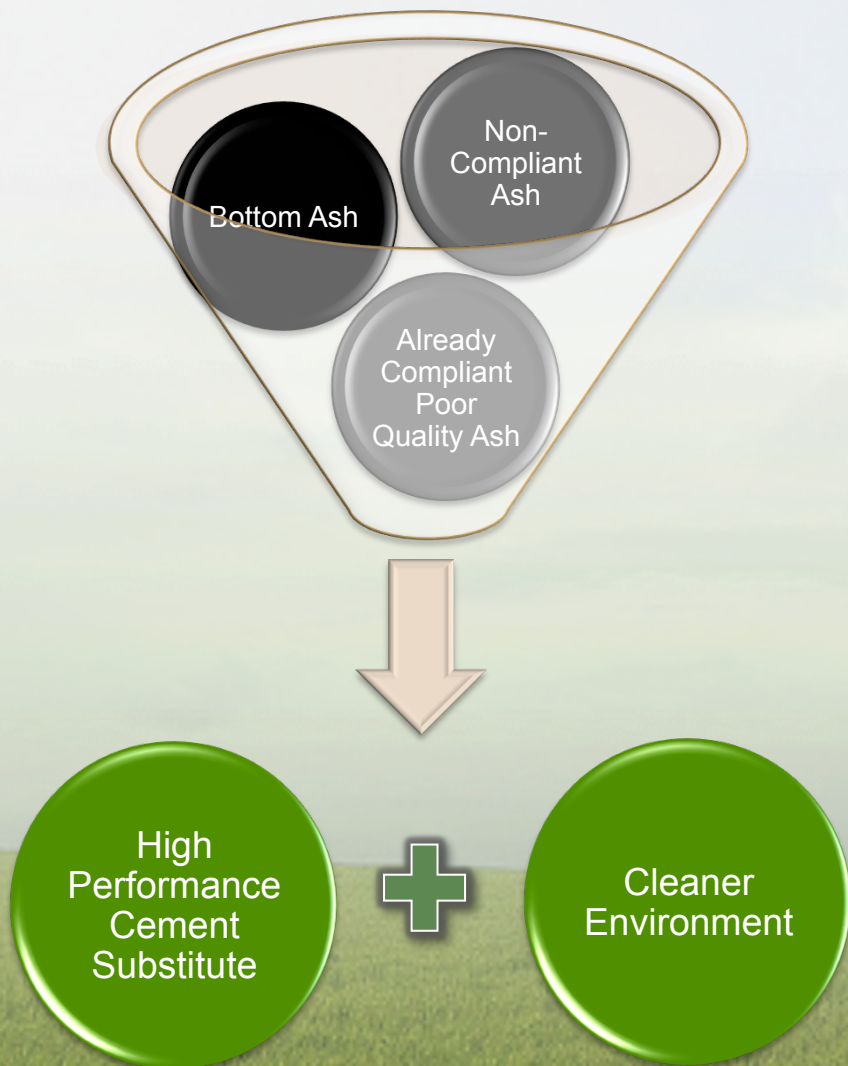 Non-
Compliant
Ash
Bottom Ash
Already
Compliant
Poor
Quality Ash
High
Performance
Cement
Substitute
Cleaner
Environment